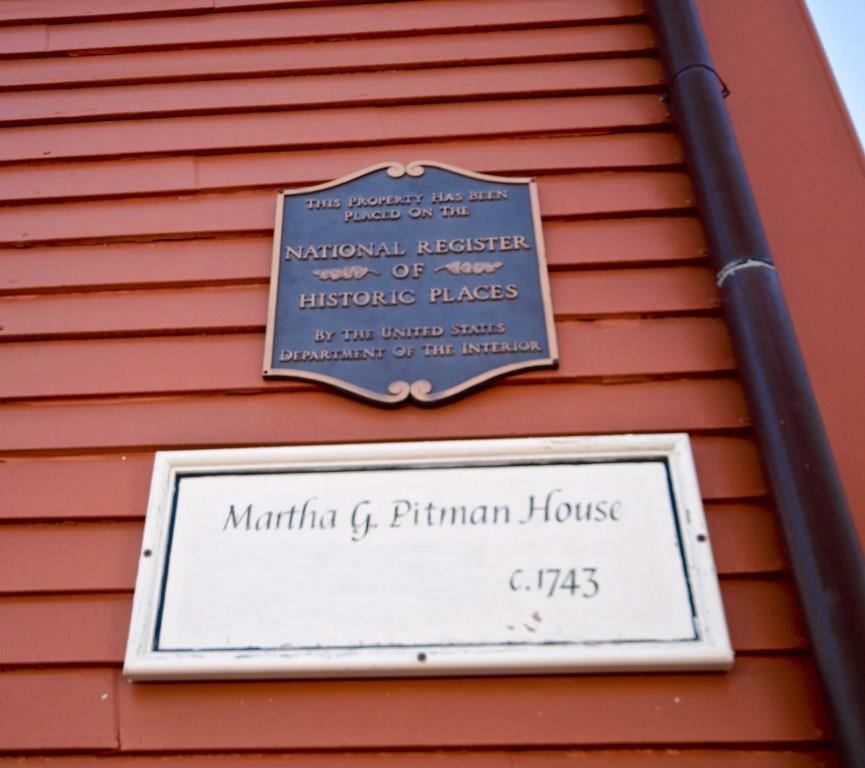 This Property Has Been
Placed On The
NATIONAL REGISTER
OF
HISTORIC PLACES
By The United States
Department Of The Interior
Martha G. Pitman House
c.1743